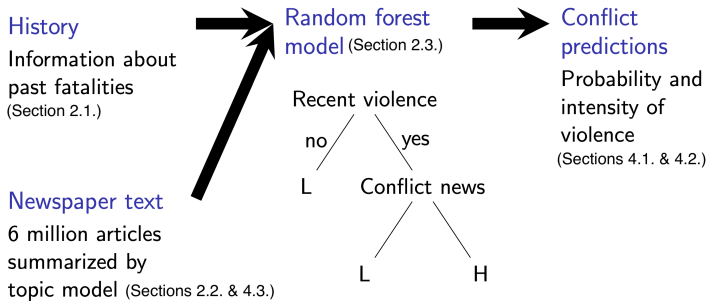 History
Information about
past fatalities
(Section 2.1.)
Newspaper text
6 million articles
summarized by
topic model (Sections 2.2. & 4.3.)
Random forest
model (Section 2.3.)
Recent violence
no yes
L Conflict news
L H
Conflict
predictions
Probability and
intensity of
violence
(Sections 4.1. & 4.2.)